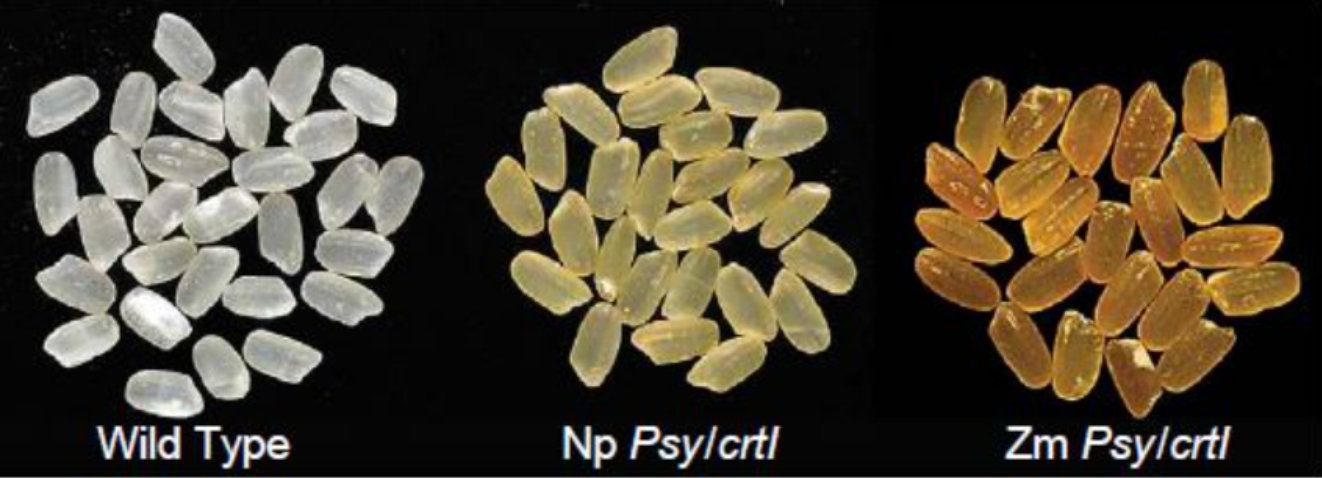 Wild Type
Np Psy/crtI
Zm Psy/crtI